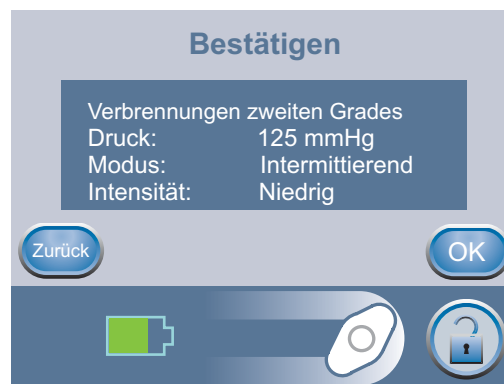 Bestätigen
Verbrennungen zweiten Grades
Druck: 125 mmHg
Modus: Intermittierend
Intensität: Niedrig
Zurück
OK